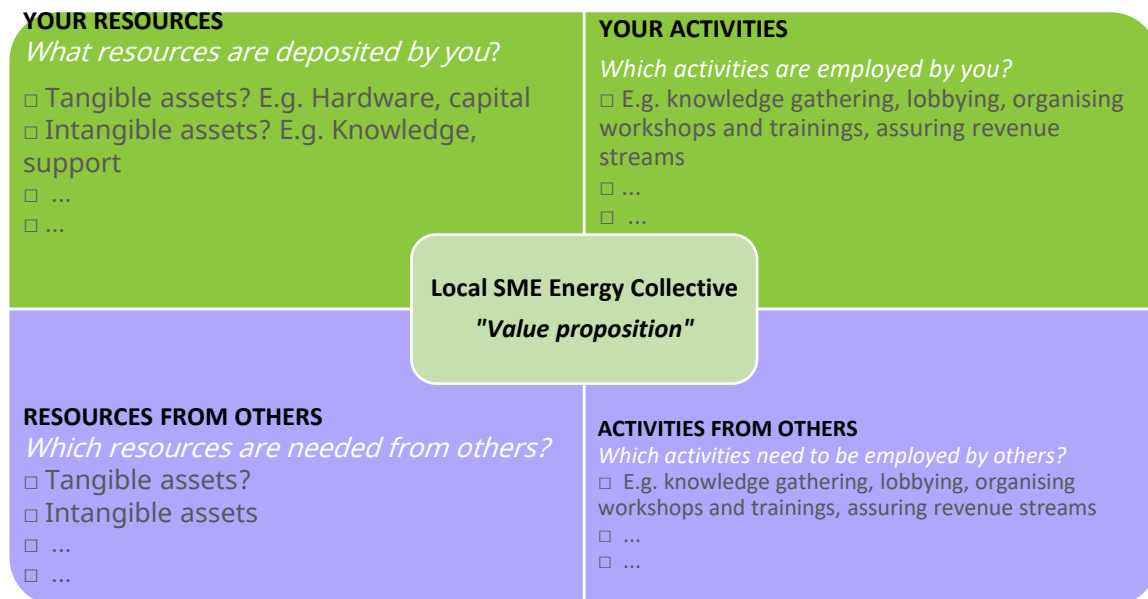 YOUR RESOURCES
What resources are deposited by you?
□ Tangible assets? E.g. Hardware, capital
□ Intangible assets? E.g. Knowledge,
support
□ ...
□ ...
YOUR ACTIVITIES
Which activities are employed by you?
□ E.g. knowledge gathering, lobbying, organising
workshops and trainings, assuring revenue
streams
□ ...
□ ...
Local SME Energy Collective
"Value proposition"
RESOURCES FROM OTHERS
Which resources are needed from others?
□ Tangible assets?
□ Intangible assets
□ ...
□ ...
ACTIVITIES FROM OTHERS
Which activities need to be employed by others?
□ E.g. knowledge gathering, lobbying, organising
workshops and trainings, assuring revenue streams
□ ...
□ ...